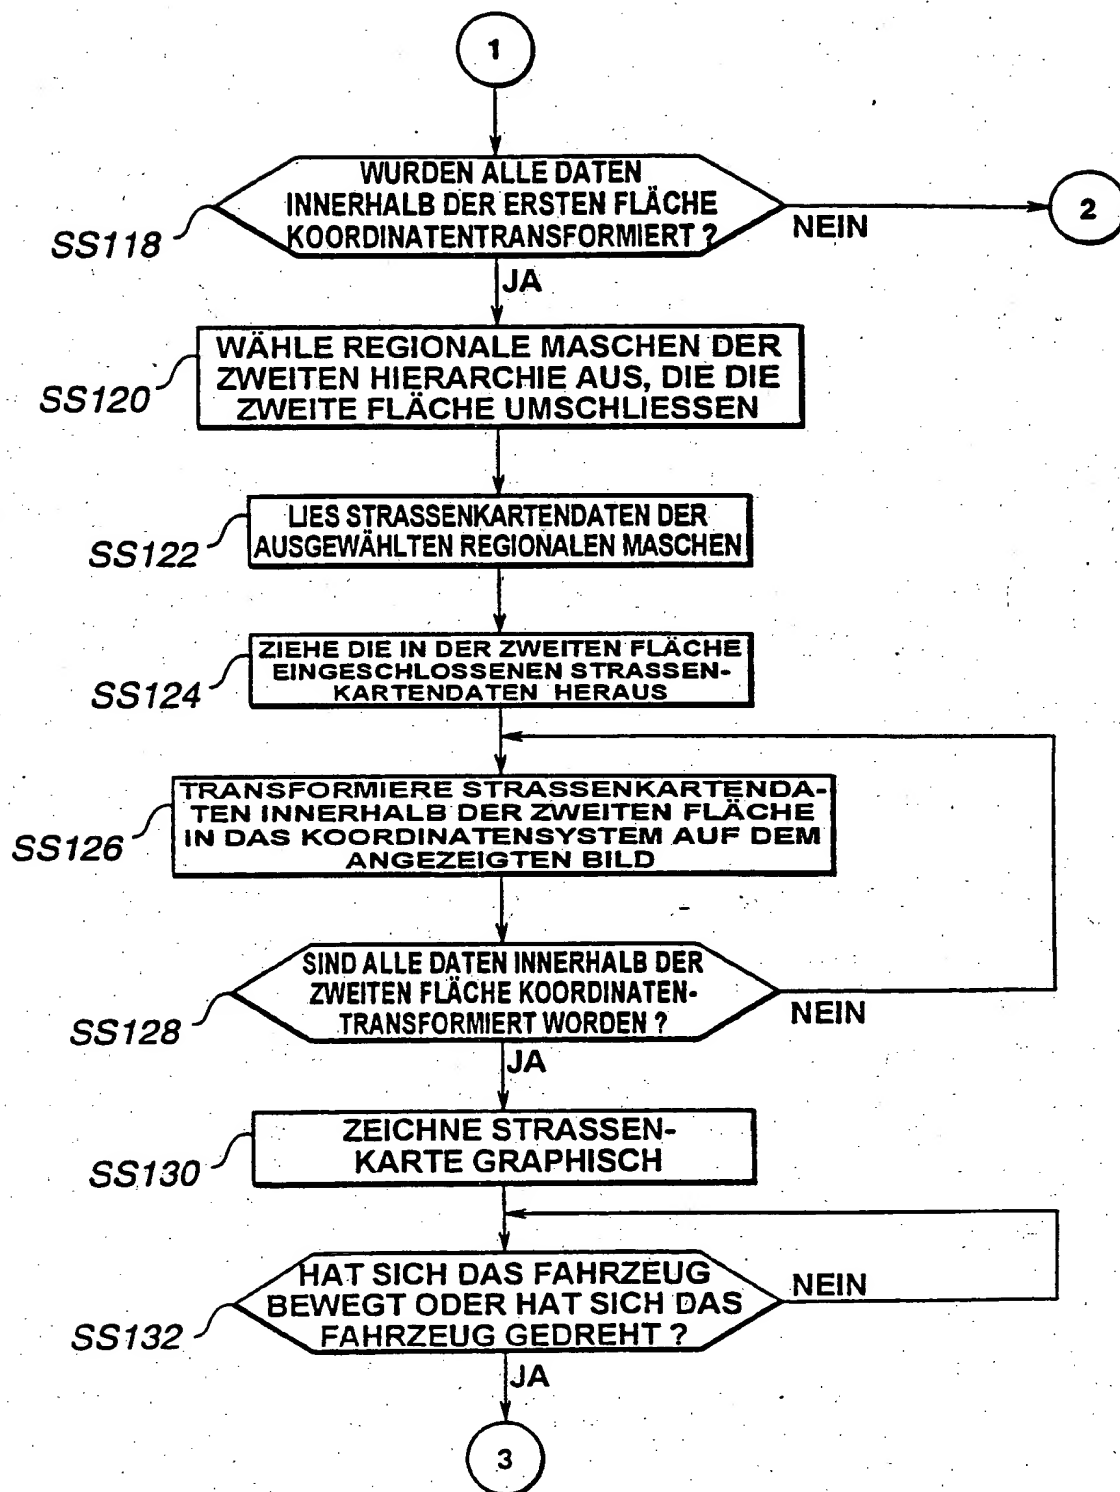 1
WURDEN ALLE DATEN
INNERHALB DER ERSTEN FLÄCHE
KOORDINATENTRANSFORMIERT ?
SS118
NEIN
2
JA
WÄHLE REGIONALE MASCHEN DER
ZWEITEN HIERARCHIE AUS, DIE DIE
ZWEITE FLÄCHE UMSCHLIESSEN
SS120
LIES STRASSENKARTENDATEN DER
AUSGEWÄHLTEN REGIONALEN MASCHEN
SS122
ZIEHE DIE IN DER ZWEITEN FLÄCHE
EINGESCHLOSSENEN STRASSEN-
KARTENDATEN HERAUS
SS124
TRANSFORMIERE STRASSENKARTENDA-
TEN INNERHALB DER ZWEITEN FLÄCHE
IN DAS KOORDINATENSYSTEM AUF DEM
ANGEZEIGTEN BILD
SS126
SIND ALLE DATEN INNERHALB DER
ZWEITEN FLÄCHE KOORDINATEN-
TRANSFORMIERT WORDEN ?
SS128
NEIN
JA
ZEICHNE STRASSEN-
KARTE GRAPHISCH
SS130
HAT SICH DAS FAHRZEUG
BEWEGT ODER HAT SICH DAS
FAHRZEUG GEDREHT ?
SS132
NEIN
JA
3